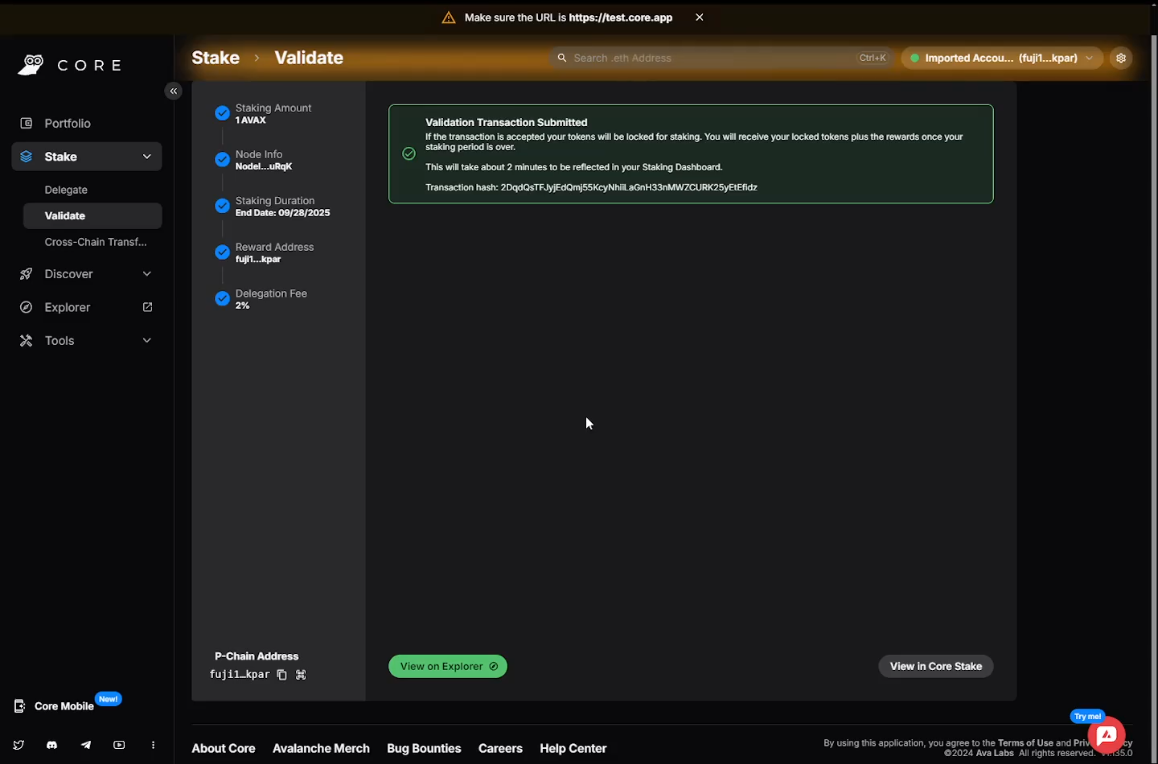 Make sure the URL is https://test.core.app
CORE
Stake > Validate
Search .eth Address
Ctrl+K
Imported Accou... (fuji1...kpar)
Portfolio
Stake
Delegate
Validate
Cross-Chain Transf...
Discover
Explorer
Tools
Core Mobile
New!
Staking Amount
1 AVAX
Node Info
NodeI...uRqK
Staking Duration
End Date: 09/28/2025
Reward Address
fuji1...kpar
Delegation Fee
2%
P-Chain Address
fuji1…kpar
Validation Transaction Submitted
If the transaction is accepted your tokens will be locked for staking. You will receive your locked tokens plus the rewards once your
staking period is over.
This will take about 2 minutes to be reflected in your Staking Dashboard.
Transaction hash:
View on Explorer
View in Core Stake
Try me!
About Core
Avalanche Merch
Bug Bounties
Careers
Help Center
By using this application, you agree to the Terms of Use and
©2024 Ava Labs All rights reserved.